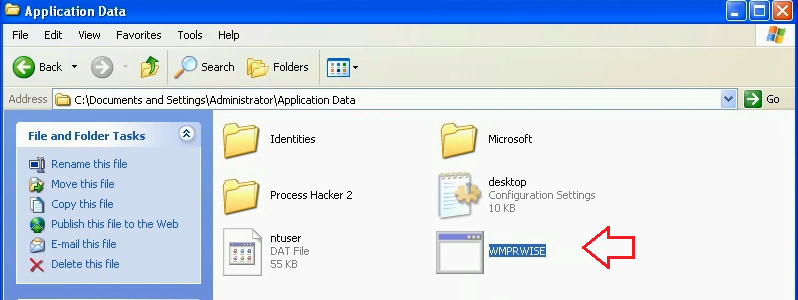 Application Data
File Edit View Favorites Tools Help
Back Search Folders
Address C:\Documents and Settings\Administrator\Application Data Go
File and Folder Tasks
Rename this file
Move this file
Copy this file
Publish this file to the Web
E-mail this file
Delete this file
Identities
Microsoft
Process Hacker 2
desktop
Configuration Settings
10 KB
ntuser
DAT File
55 KB
WMPRWISE